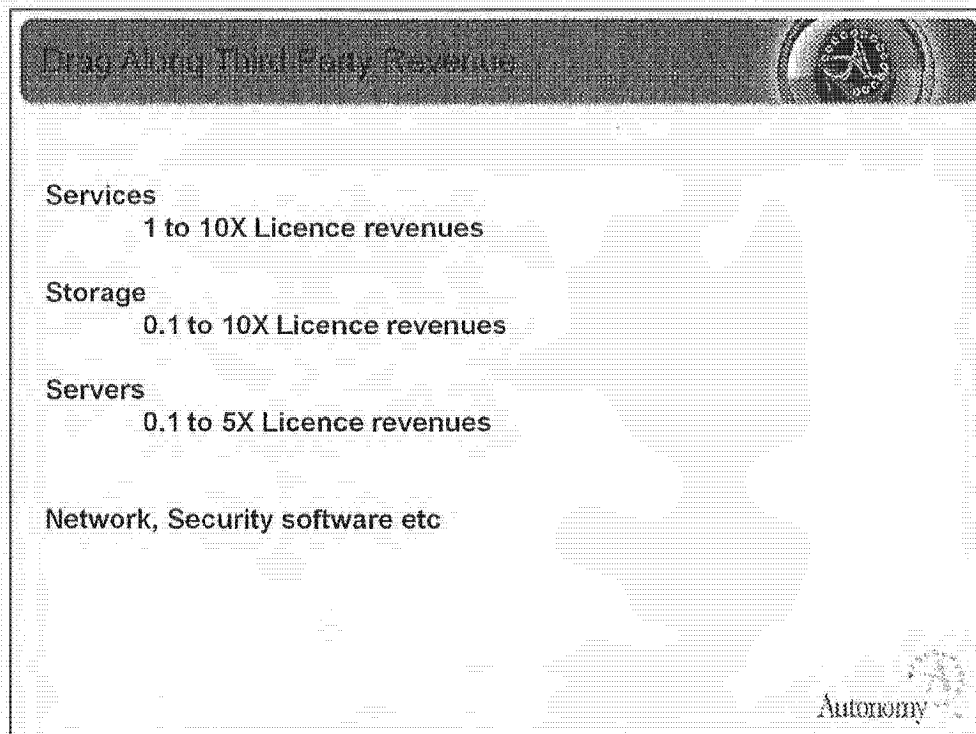 Drag Along Third Party Revenue
Services
1 to 10X Licence revenues
Storage
0.1 to 10X Licence revenues
Servers
0.1 to 5X Licence revenues
Network, Security software etc
Autonomy